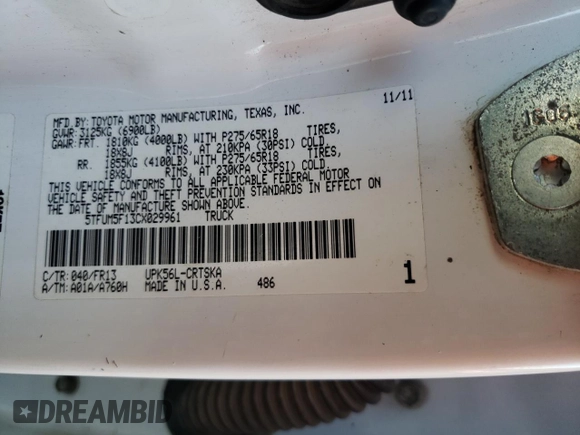 MFD.BY:TOYOTA MOTOR MANUFACTURING, TEXAS, INC. 11/11
GVWR 3125KG (6900LB)
GAWR:FRT. 1810KG (4000LB) WITH P275/65R18 TIRES,
18X8J RIMS, AT 210KPA (30PSI) COLD
RR. 1855KG (4100LB) WITH P275/65R18 TIRES,
18X8J RIMS, AT 230KPA (33PSI) COLD
THIS VEHICLE CONFORMS TO ALL APPLICABLE FEDERAL MOTOR
VEHICLE SAFETY AND THEFT PREVENTION STANDARDS IN EFFECT ON
THE DATE OF MANUFACTURE SHOWN ABOVE.
5TFUM5F13CX029961 TRUCK
C/TR: 040/FR13 UPK56L-CRTSKA
A/TM: A01A/A760H MADE IN U.S.A. 486 1
DREAMBID